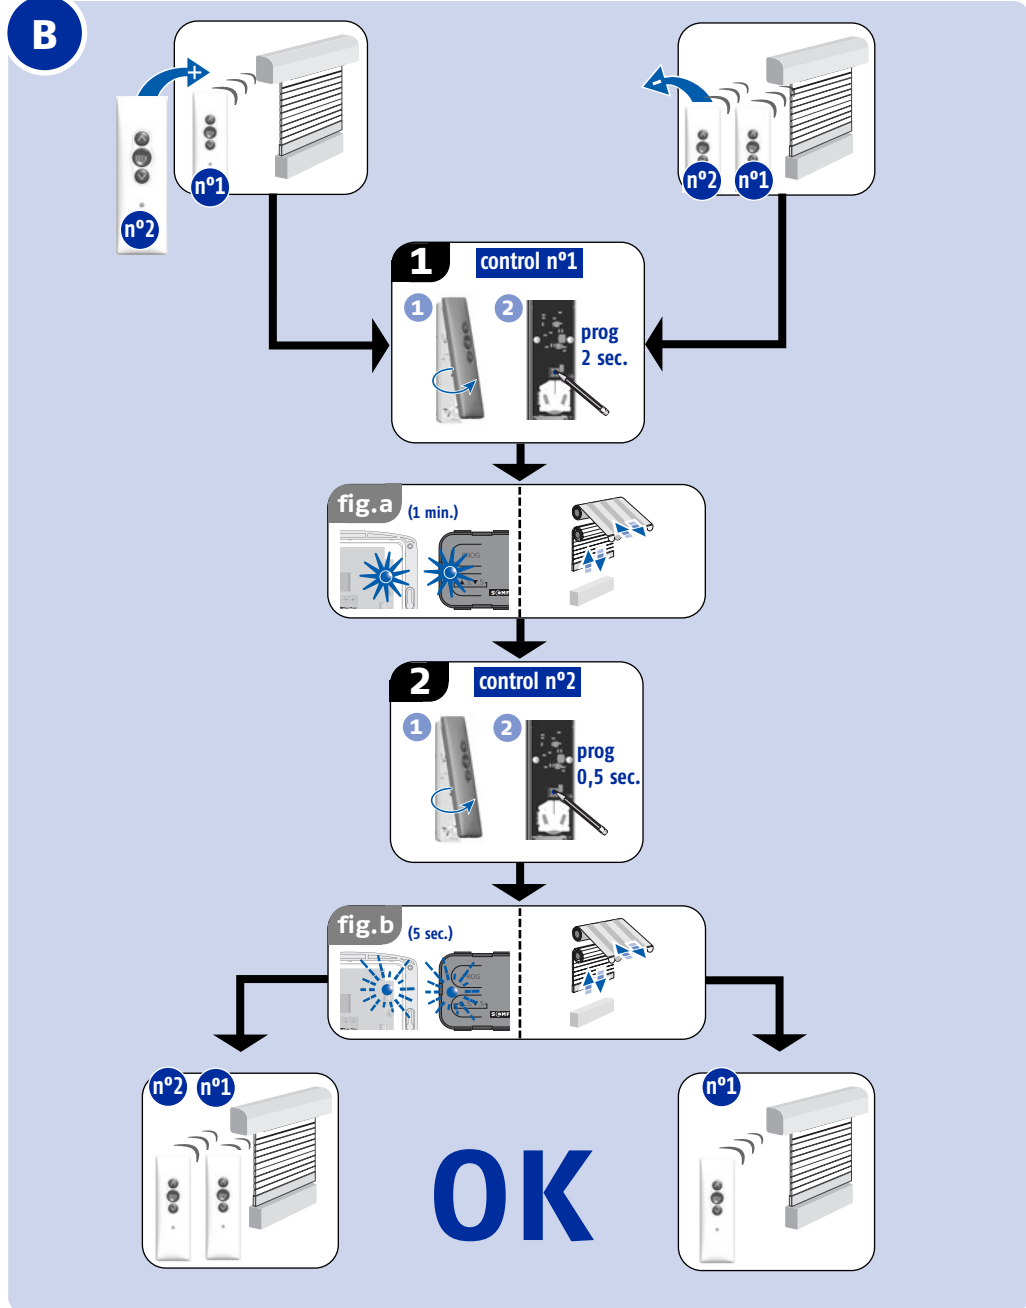 B
+
-
nº1
nº2
nº2
nº1
1
control nº1
1
2
prog
2 sec.
fig.a
(1 min.)
PROG
2
control nº2
1
2
prog
0,5 sec.
fig.b
(5 sec.)
nº2
nº1
nº1
OK